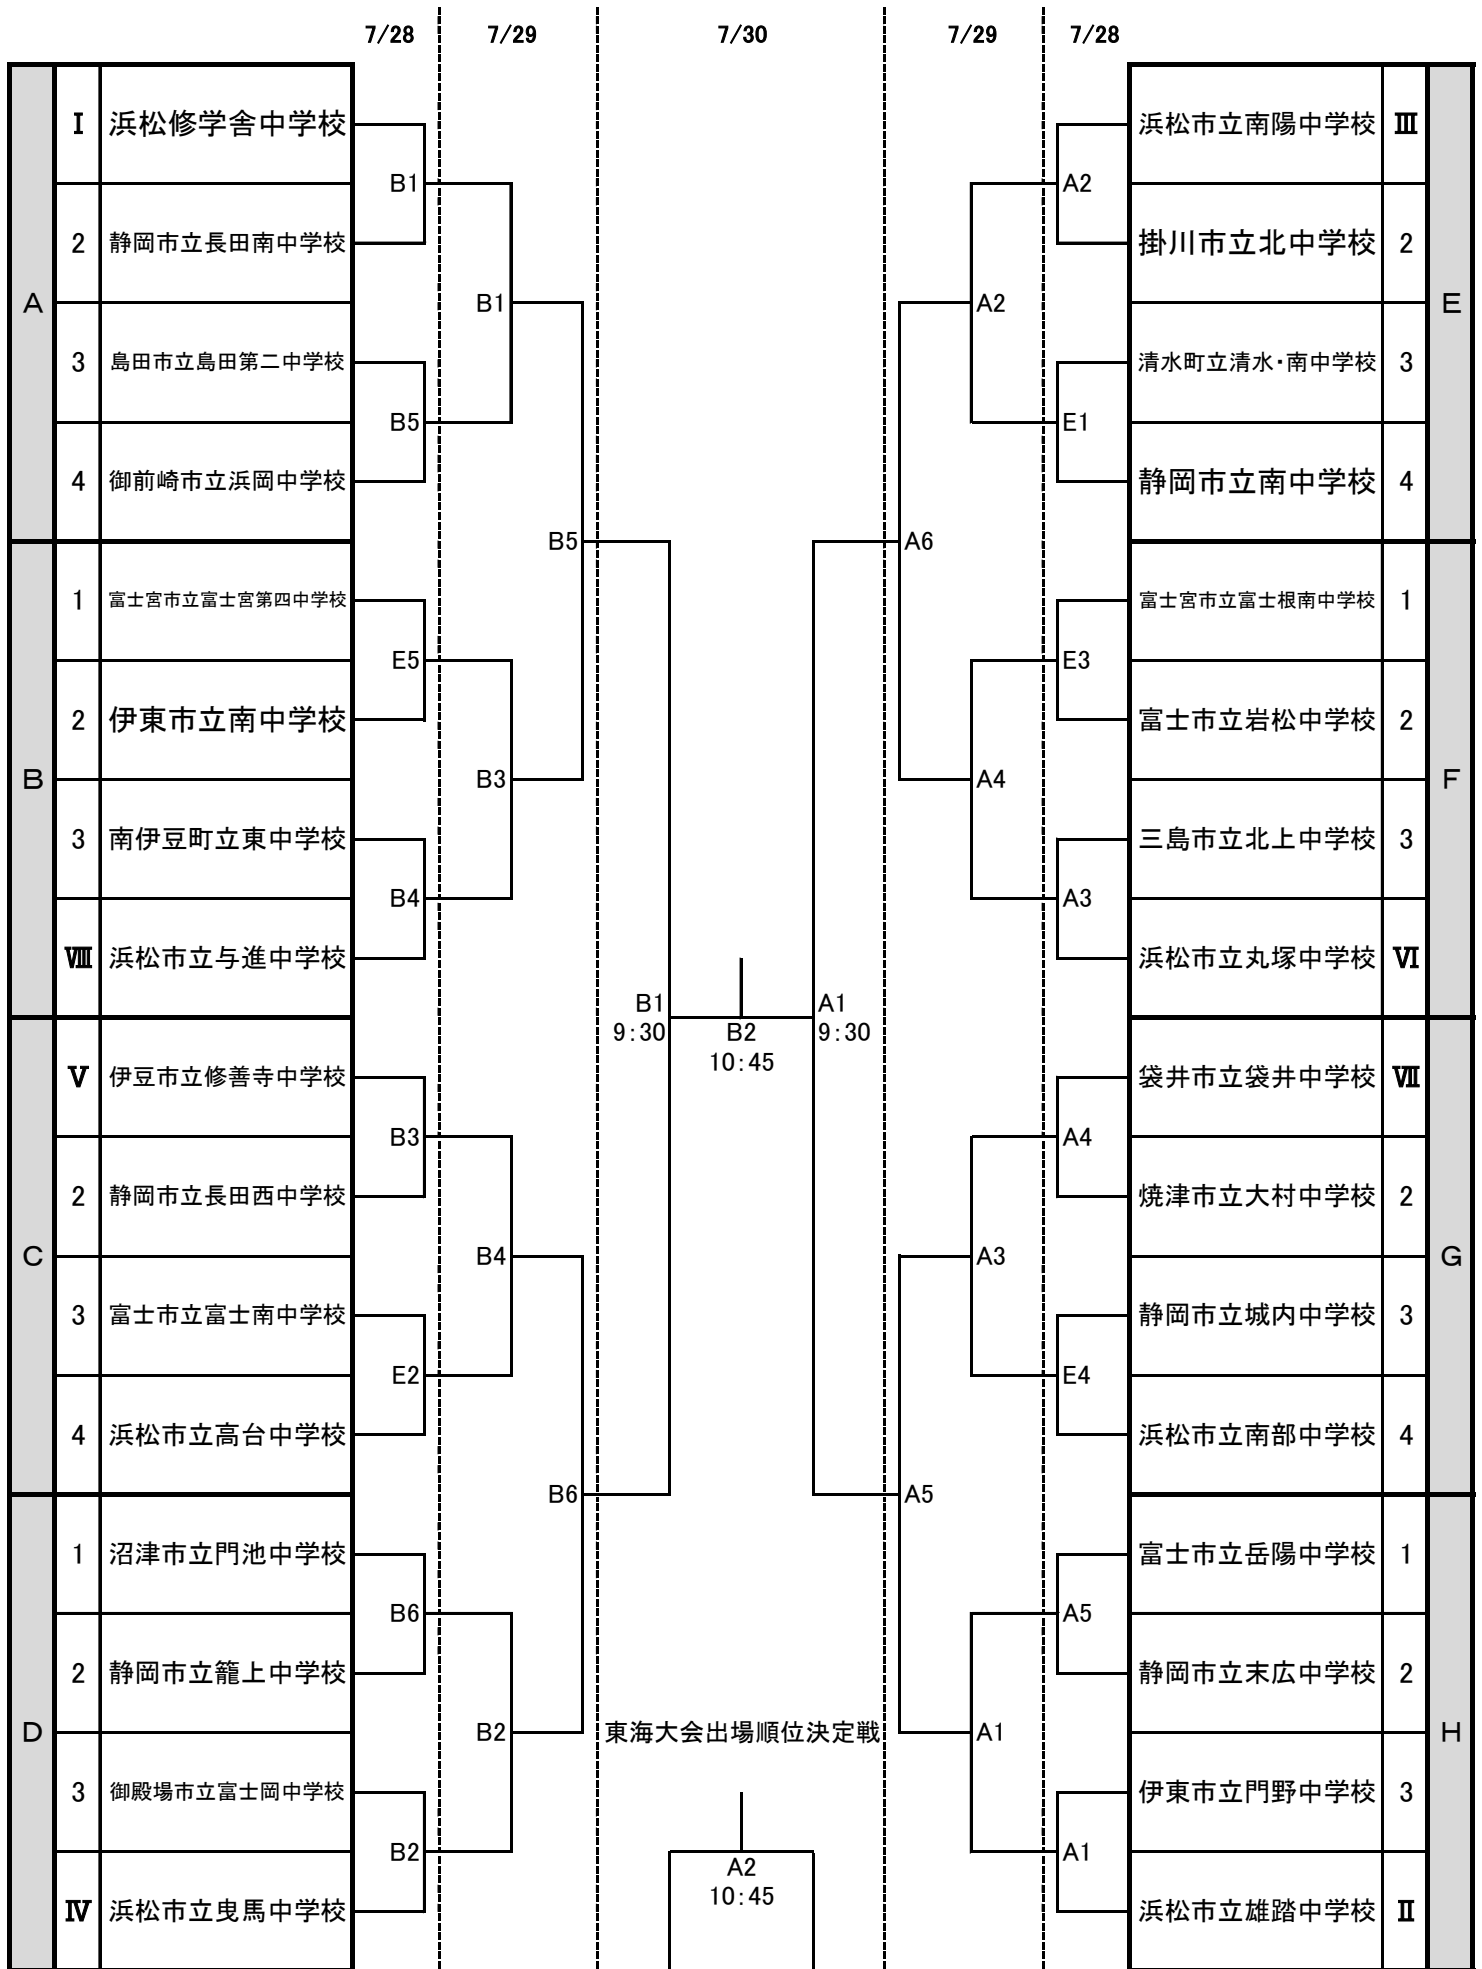 7/28 7/29 7/30 7/29 7/28
Ⅰ 浜松修学舎中学校 浜松市立南陽中学校 Ⅲ
B1 A2
2 静岡市立長田南中学校 掛川市立北中学校 2
A B1 A2 E
3 島田市立島田第二中学校 清水町立清水・南中学校 3
B5 E1
4 御前崎市立浜岡中学校 静岡市立南中学校 4
B5 A6
1 富士宮市立富士宮第四中学校 富士宮市立富士根南中学校 1
E5 E3
2 伊東市立南中学校 富士市立岩松中学校 2
B B3 A4 F
3 南伊豆町立東中学校 三島市立北上中学校 3
B4 A3
Ⅷ 浜松市立与進中学校 浜松市立丸塚中学校 Ⅵ
B1 A1
9:30 B2 9:30
10:45
Ⅴ 伊豆市立修善寺中学校 袋井市立袋井中学校 Ⅶ
B3 A4
2 静岡市立長田西中学校 焼津市立大村中学校 2
C B4 A3 G
3 富士市立富士南中学校 静岡市立城内中学校 3
E2 E4
4 浜松市立高台中学校 浜松市立南部中学校 4
B6 A5
1 沼津市立門池中学校 富士市立岳陽中学校 1
B6 A5
2 静岡市立籠上中学校 静岡市立末広中学校 2
D B2 東海大会出場順位決定戦 A1 H
3 御殿場市立富士岡中学校 伊東市立門野中学校 3
B2 A1
A2
10:45
Ⅳ 浜松市立曳馬中学校 浜松市立雄踏中学校 Ⅱ